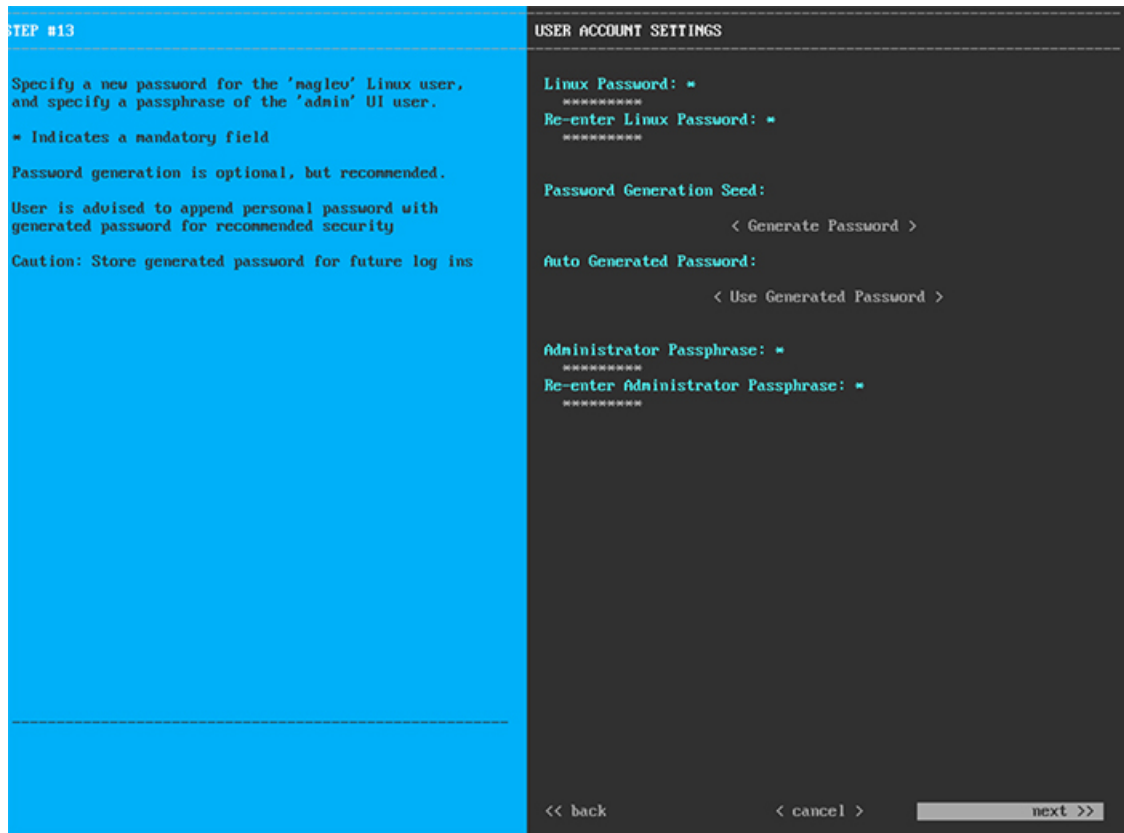 STEP #13
Specify a new password for the 'maglev' Linux user,
and specify a passphrase of the 'admin' UI user.
* Indicates a mandatory field
Password generation is optional, but recommended.
User is advised to append personal password with
generated password for recommended security
Caution: Store generated password for future log ins
USER ACCOUNT SETTINGS
Linux Password: *
*********
Re-enter Linux Password: *
*********
Password Generation Seed:
< Generate Password >
Auto Generated Password:
< Use Generated Password >
Administrator Passphrase: *
*********
Re-enter Administrator Passphrase: *
*********
<< back < cancel > next >>